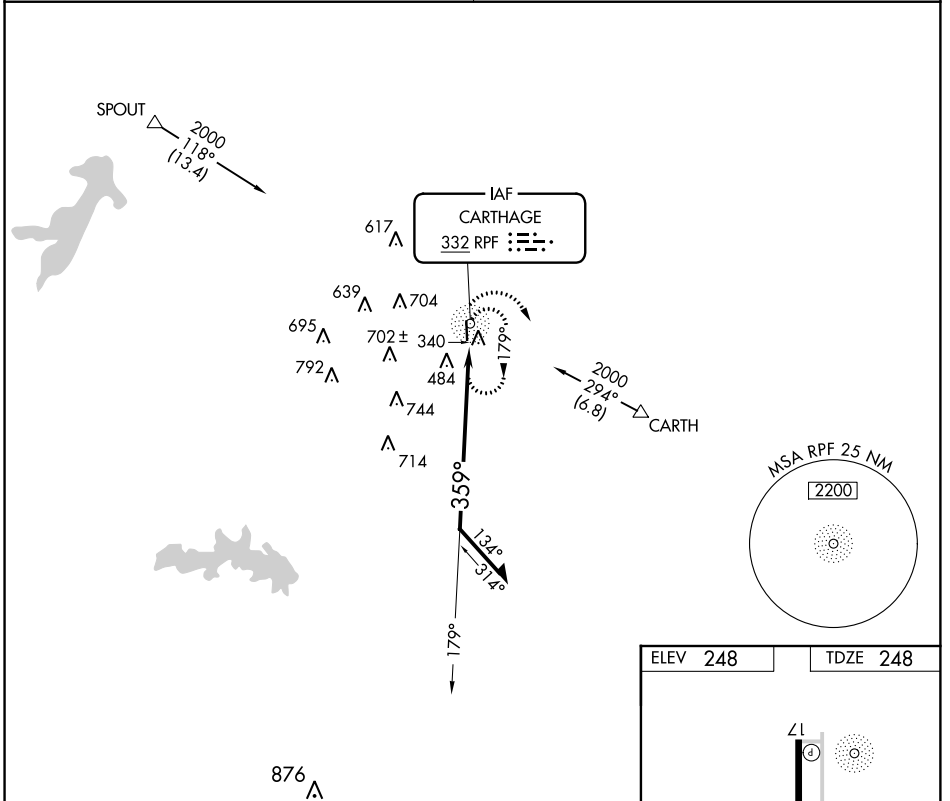 SPOUT
2000
118°
(13.4)
IAF
CARTHAGE
332 RPF
617
639
704
695
702 ±
340
792
484
179°
744
714
2000
294°
(6.8)
CARTH
359°
134°
314°
179°
MSA RPF 25 NM
2200
876
ELEV 248
TDZE 248
17
P